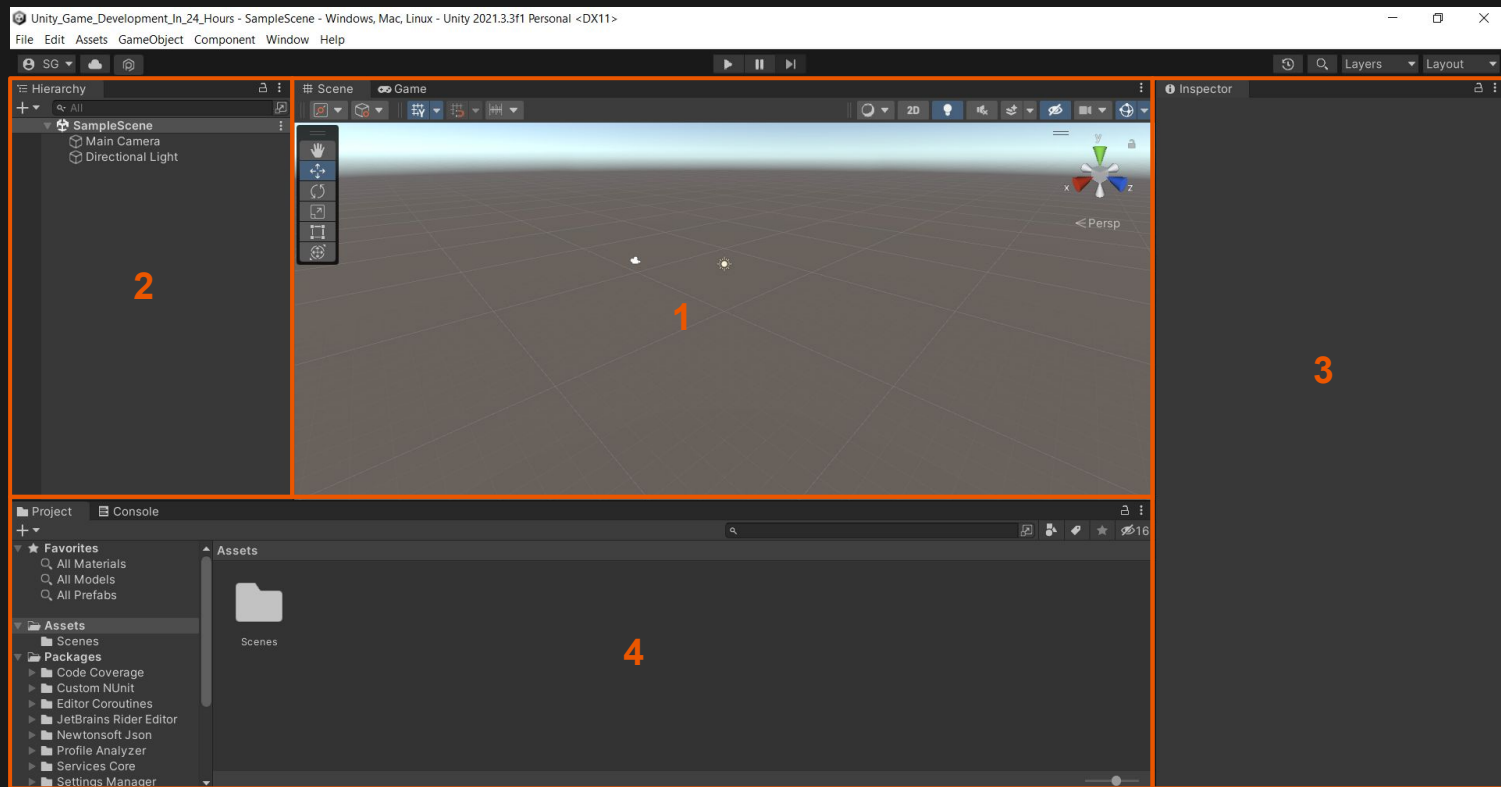 Unity_Game_Development_In_24_Hours - SampleScene - Windows, Mac, Linux - Unity 2021.3.3f1 Personal <DX11>
File Edit Assets GameObject Component Window Help
SG
Layers
Layout
Hierarchy
All
SampleScene
Main Camera
Directional Light
2
Scene
Game
2D
y
x
z
Persp
1
Inspector
3
Project
Console
16
Favorites
All Materials
All Models
All Prefabs
Assets
Scenes
Packages
Code Coverage
Custom NUnit
Editor Coroutines
JetBrains Rider Editor
Newtonsoft Json
Profile Analyzer
Services Core
Settings Manager
Assets
Scenes
4